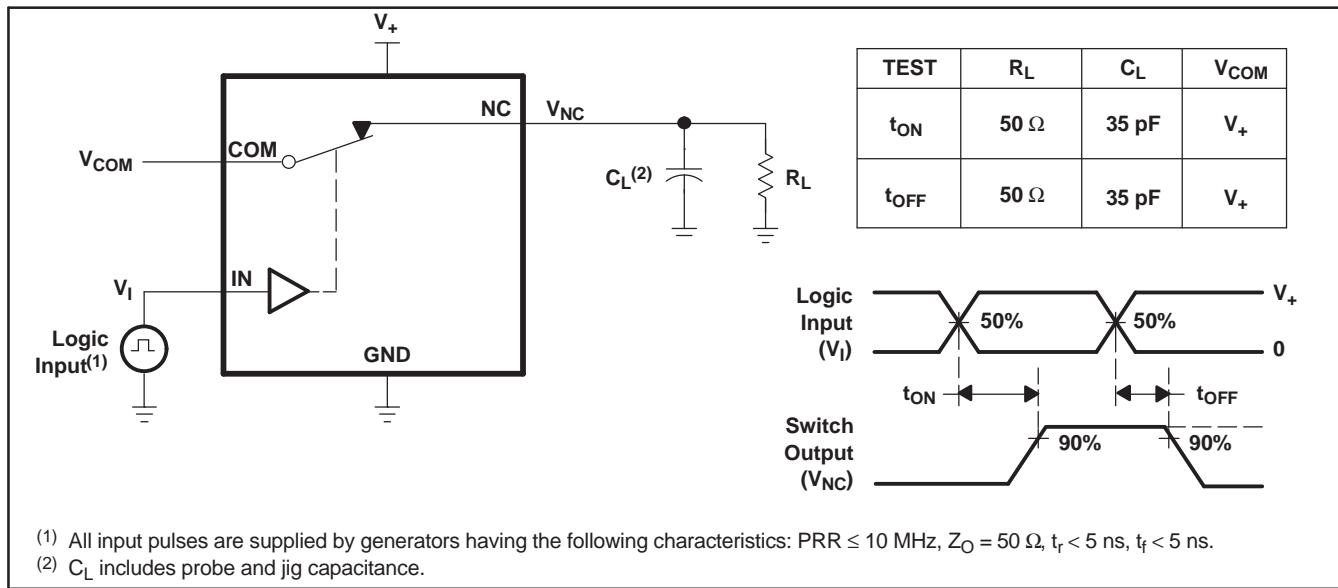 V+
NC
VNC
COM
VCOM
CL(2)
RL
IN
VI
Logic
Input(1)
GND
TEST RL CL VCOM
tON 50 Ω 35 pF V+
tOFF 50 Ω 35 pF V+
Logic
Input
(VI)
50%
50%
V+
0
tON
tOFF
Switch
Output
(VNC)
90%
90%
(1) All input pulses are supplied by generators having the following characteristics: PRR ≤ 10 MHz, ZO = 50 Ω, tr < 5 ns, tf < 5 ns.
(2) CL includes probe and jig capacitance.